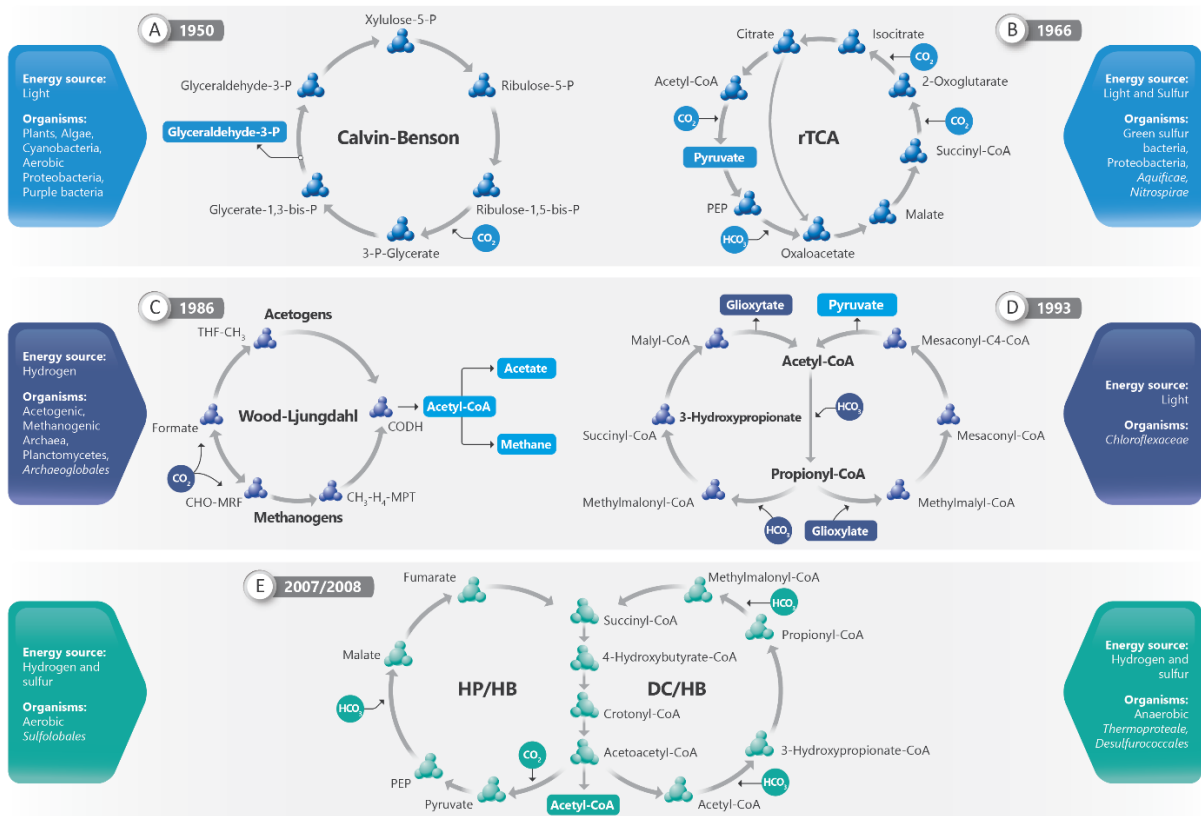 A 1950
Energy source:
Light
Organisms:
Plants, Algae,
Cyanobacteria,
Aerobic
Proteobacteria,
Purple bacteria
Xylulose-5-P
Glyceraldehyde-3-P
Ribulose-5-P
Glyceraldehyde-3-P
Calvin-Benson
Glycerate-1,3-bis-P
Ribulose-1,5-bis-P
CO2
3-P-Glycerate
B 1966
Citrate
Isocitrate
CO2
Acetyl-CoA
2-Oxoglutarate
CO2
CO2
rTCA
Pyruvate
Succinyl-CoA
PEP
Malate
HCO3
Oxaloacetate
Energy source:
Light and Sulfur
Organisms:
Green sulfur
bacteria,
Proteobacteria,
Aquificae,
Nitrospirae
C 1986
Energy source:
Hydrogen
Organisms:
Acetogenic,
Methanogenic
Archaea,
Planctomycetes,
Archaeoglobales
Acetogens
THF-CH3
Wood-Ljungdahl
Formate
CODH
Acetyl-CoA
Acetate
Methane
CO2
CHO-MRF
CH3-H4-MPT
Methanogens
D 1993
Glioxytate
Pyruvate
Malyl-CoA
Mesaconyl-C4-CoA
Acetyl-CoA
HCO3
3-Hydroxypropionate
Succinyl-CoA
Mesaconyl-CoA
Propionyl-CoA
Methylmalonyl-CoA
Methylmalyl-CoA
HCO3
Glioxylate
Energy source:
Light
Organisms:
Chloroflexaceae
E 2007/2008
Energy source:
Hydrogen and
sulfur
Organisms:
Aerobic
Sulfolobales
Fumarate
Methylmalonyl-CoA
HCO3
Succinyl-CoA
Propionyl-CoA
Malate
4-Hydroxybutyrate-CoA
HP/HB
DC/HB
HCO3
Crotonyl-CoA
CO2
Acetoacetyl-CoA
3-Hydroxypropionate-CoA
PEP
HCO3
Pyruvate
Acetyl-CoA
Acetyl-CoA
Energy source:
Hydrogen and
sulfur
Organisms:
Anaerobic
Thermoproteale,
Desulfurococcales